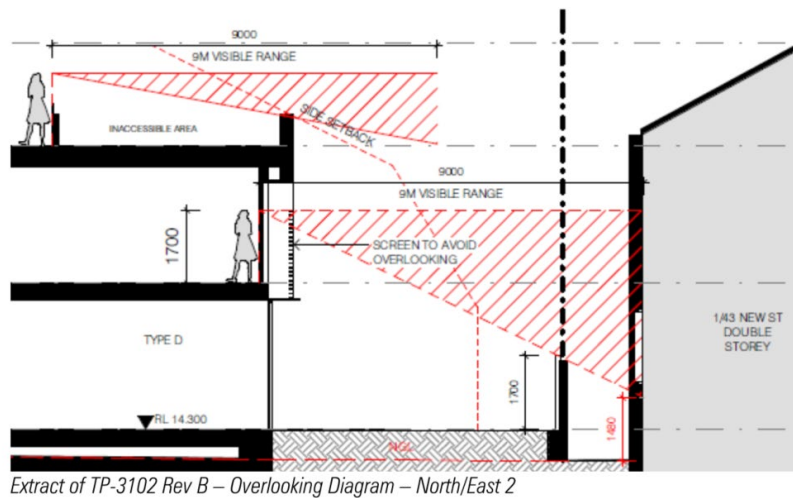 9000
9M VISIBLE RANGE
SIDE SETBACK
INACCESSIBLE AREA
9000
9M VISIBLE RANGE
1700
SCREEN TO AVOID
OVERLOOKING
1/43 NEW ST
DOUBLE
STOREY
TYPE D
1700
RL 14.300
1480
NGL
Extract of TP-3102 Rev B – Overlooking Diagram – North/East 2